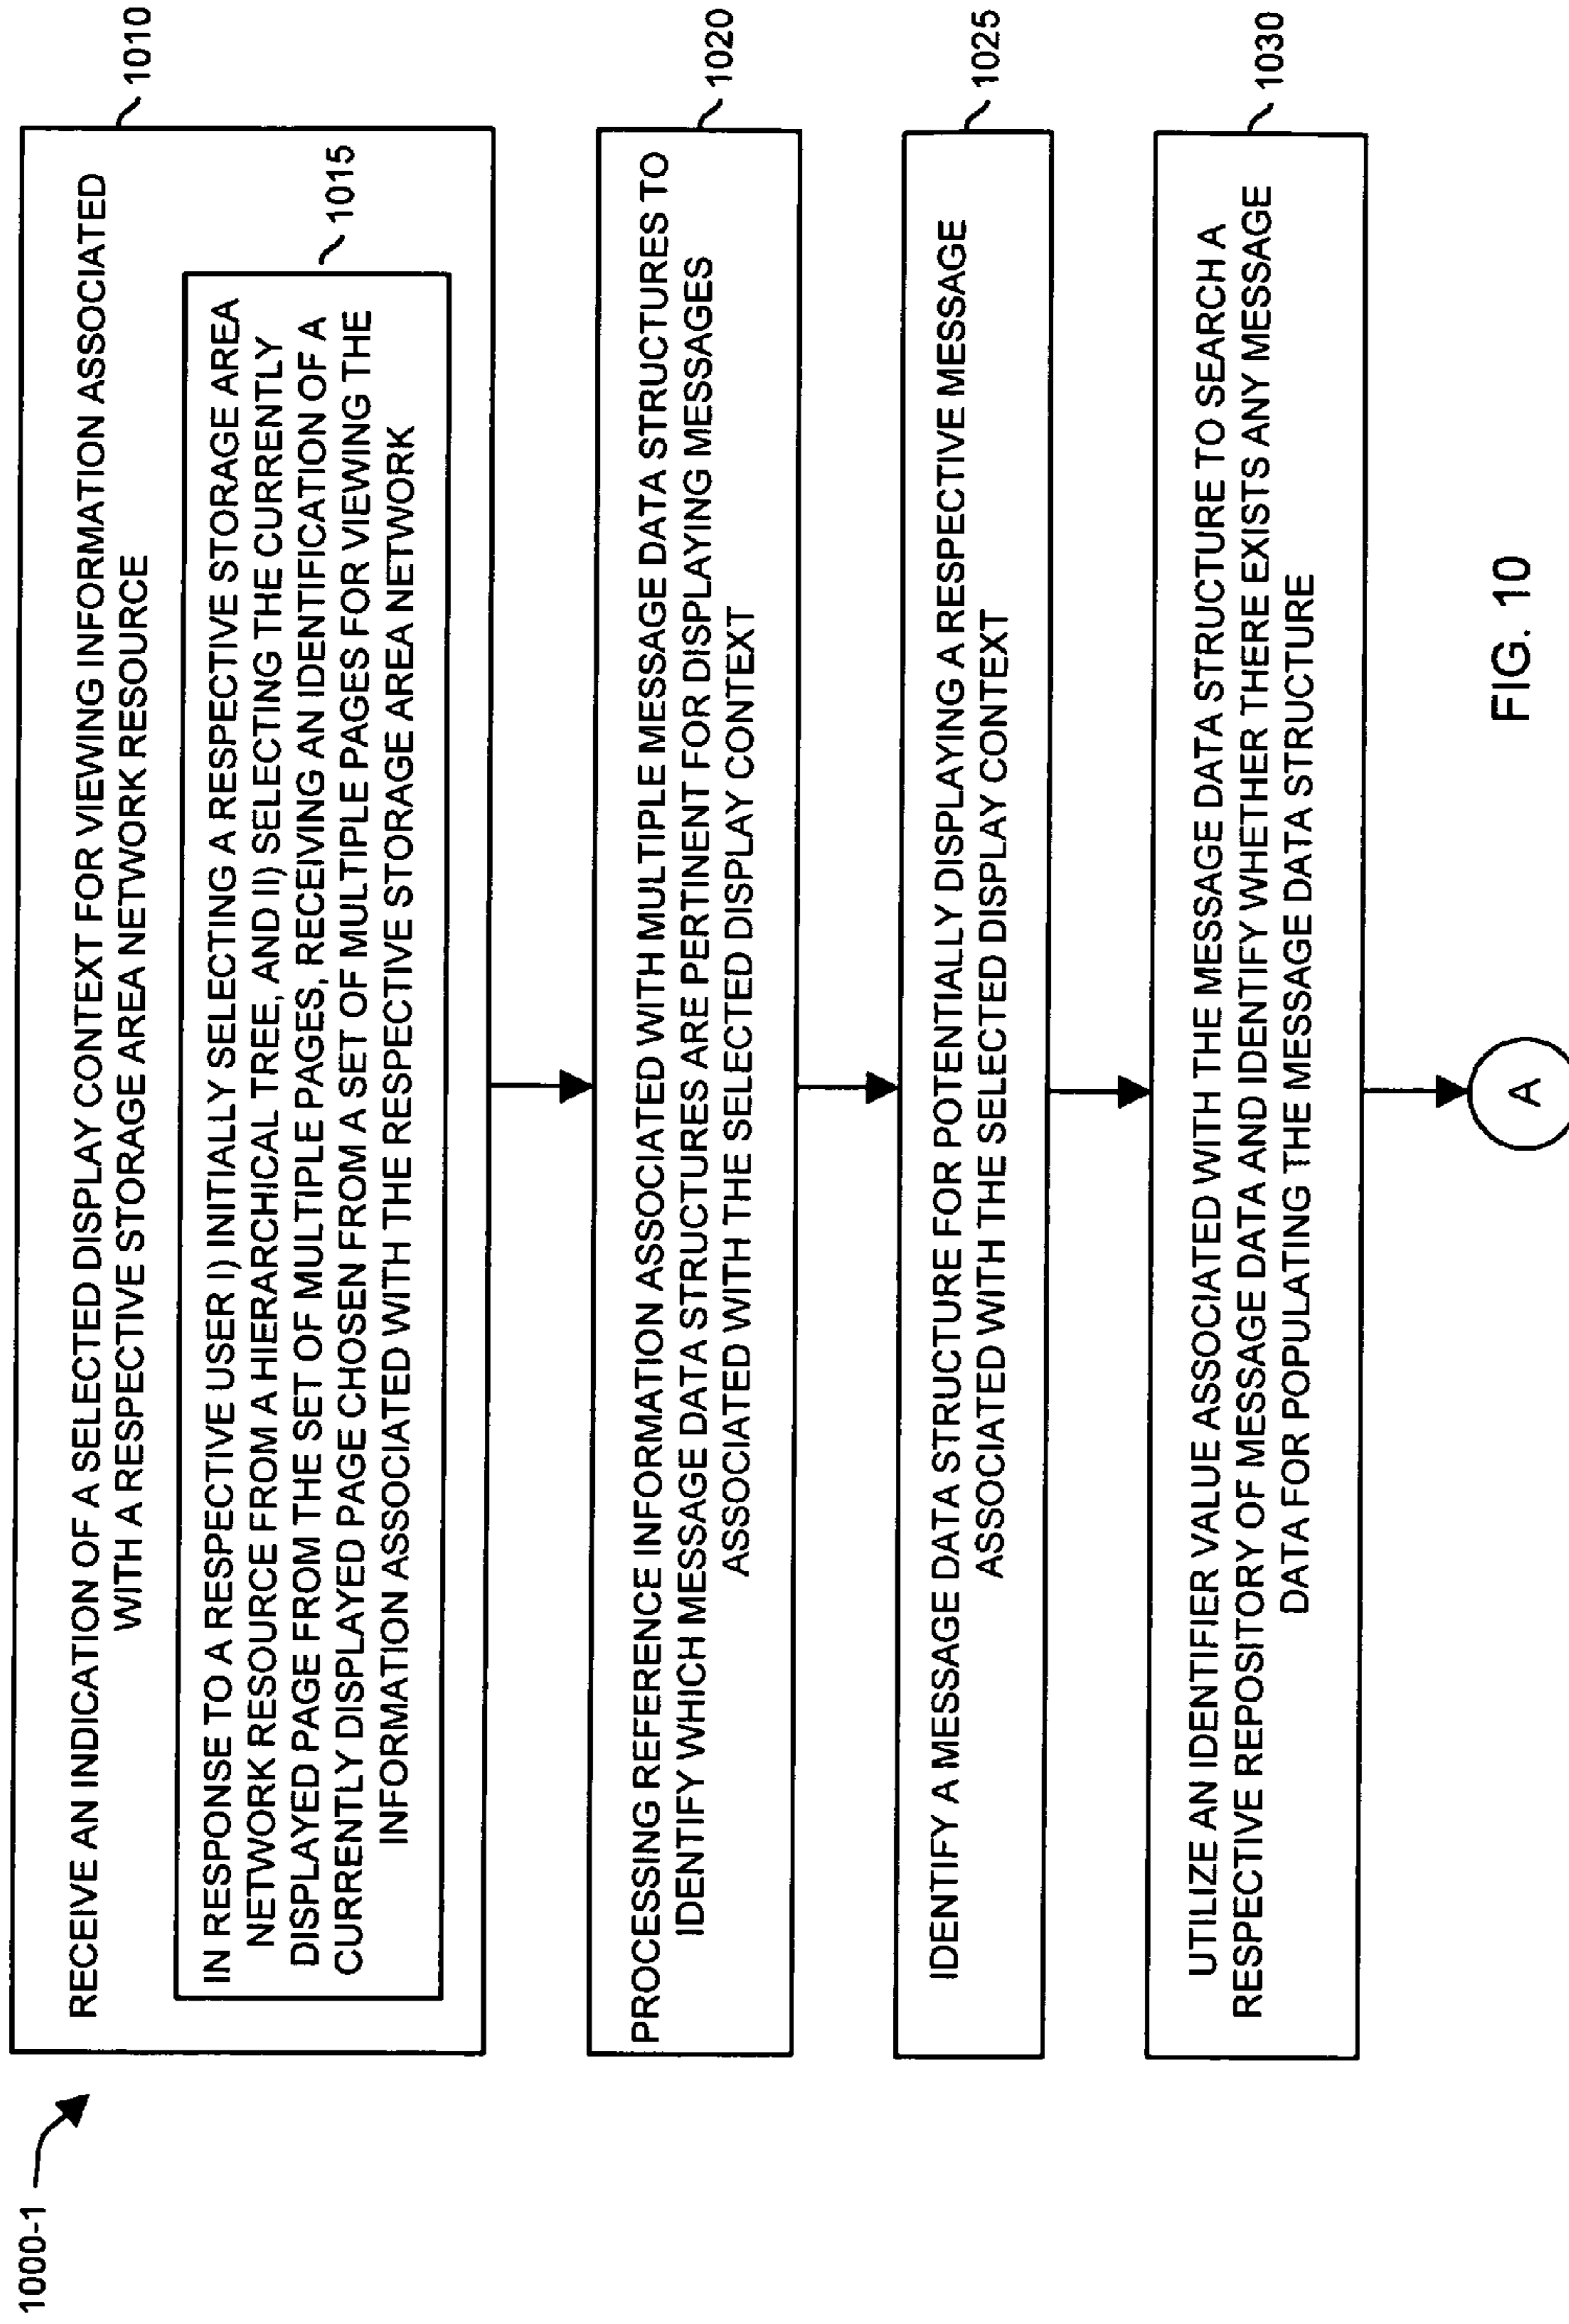 1000-1
RECEIVE AN INDICATION OF A SELECTED DISPLAY CONTEXT FOR VIEWING INFORMATION ASSOCIATED
WITH A RESPECTIVE STORAGE AREA NETWORK RESOURCE
1010
IN RESPONSE TO A RESPECTIVE USER I) INITIALLY SELECTING A RESPECTIVE STORAGE AREA
NETWORK RESOURCE FROM A HIERARCHICAL TREE, AND II) SELECTING THE CURRENTLY
DISPLAYED PAGE FROM THE SET OF MULTIPLE PAGES, RECEIVING AN IDENTIFICATION OF A
CURRENTLY DISPLAYED PAGE CHOSEN FROM A SET OF MULTIPLE PAGES FOR VIEWING THE
INFORMATION ASSOCIATED WITH THE RESPECTIVE STORAGE AREA NETWORK
1015
PROCESSING REFERENCE INFORMATION ASSOCIATED WITH MULTIPLE MESSAGE DATA STRUCTURES TO
IDENTIFY WHICH MESSAGE DATA STRUCTURES ARE PERTINENT FOR DISPLAYING MESSAGES
ASSOCIATED WITH THE SELECTED DISPLAY CONTEXT
1020
IDENTIFY A MESSAGE DATA STRUCTURE FOR POTENTIALLY DISPLAYING A RESPECTIVE MESSAGE
ASSOCIATED WITH THE SELECTED DISPLAY CONTEXT
1025
UTILIZE AN IDENTIFIER VALUE ASSOCIATED WITH THE MESSAGE DATA STRUCTURE TO SEARCH A
RESPECTIVE REPOSITORY OF MESSAGE DATA AND IDENTIFY WHETHER THERE EXISTS ANY MESSAGE
DATA FOR POPULATING THE MESSAGE DATA STRUCTURE
1030
A
FIG. 10